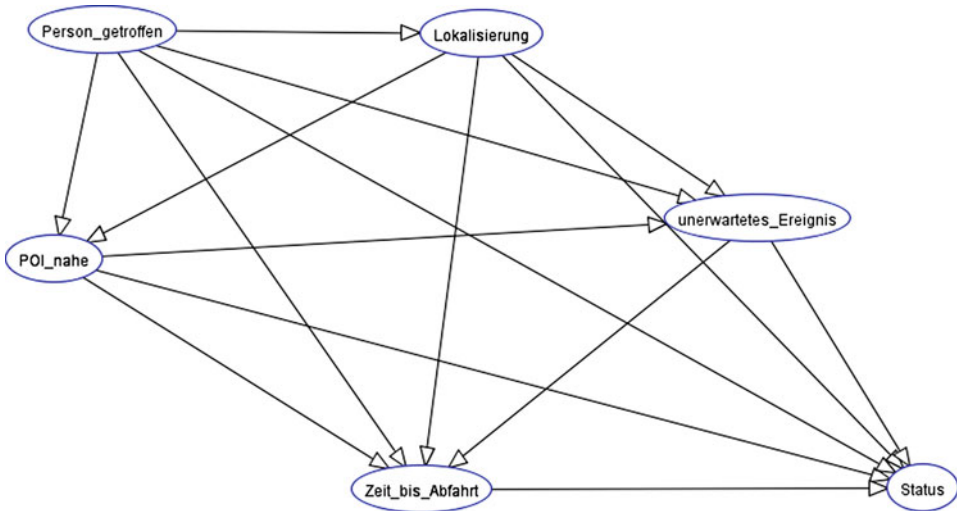 Person_getroffen
Lokalisierung
unerwartetes_Ereignis
POI_nahe
Zeit_bis_Abfahrt
Status